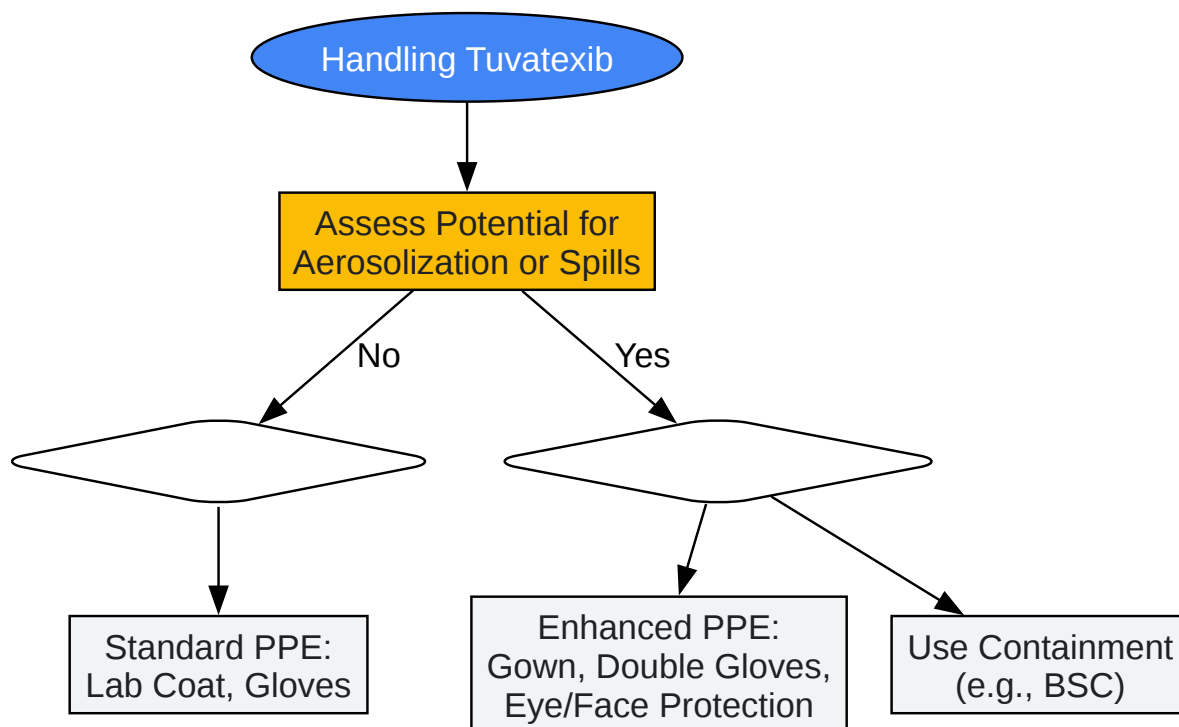 Handling Tuvatexib
Assess Potential for
Aerosolization or Spills
No
Yes
Standard PPE:
Lab Coat, Gloves
Enhanced PPE:
Gown, Double Gloves,
Eye/Face Protection
Use Containment
(e.g., BSC)